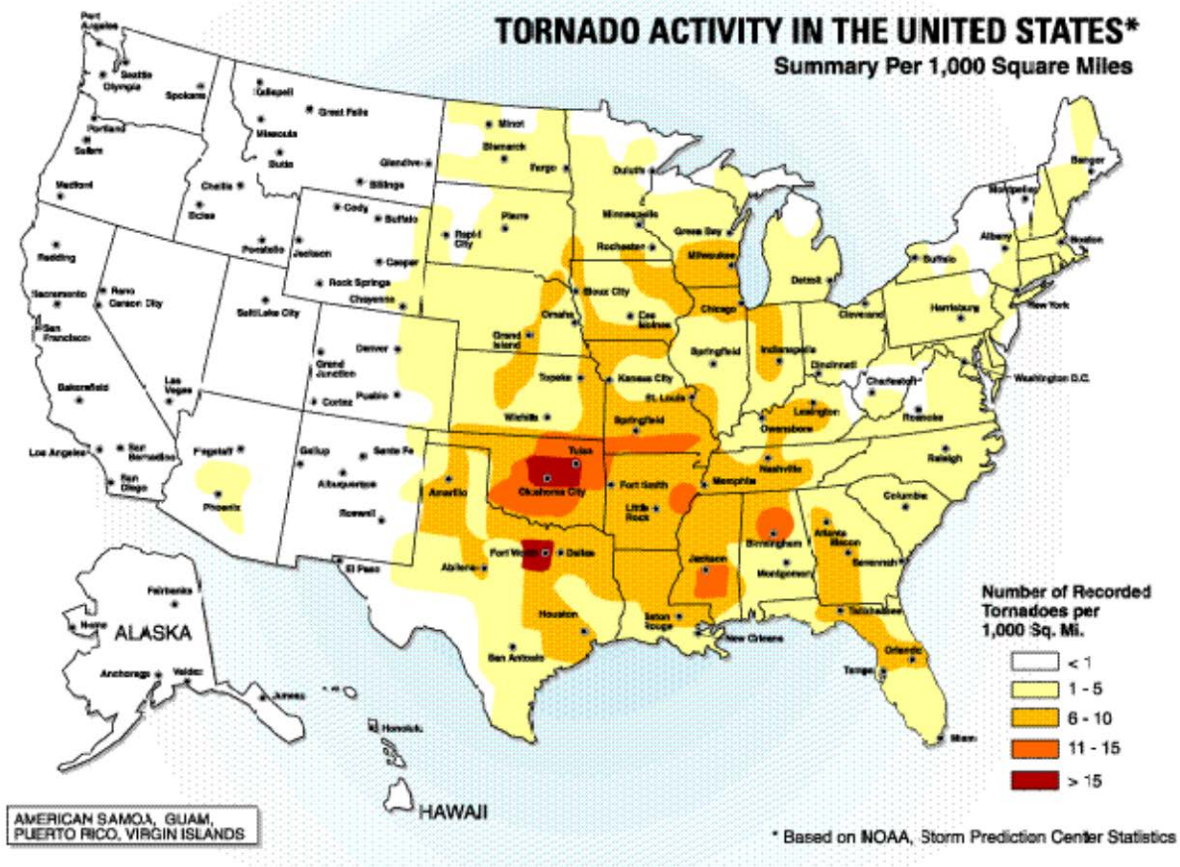 TORNADO ACTIVITY IN THE UNITED STATES*
Summary Per 1,000 Square Miles
Port
Angeles
Seattle
Olympia
Spokane
Portland
Salem
Medford
Kalispell
Great Falls
Missoula
Butte
Glendive
Billings
Challis
Boise
Pocatello
Cody
Buffalo
Jackson
Casper
Rock Springs
Cheyenne
Minot
Bismarck
Fargo
Pierre
Rapid
City
Duluth
Minneapolis
Rochester
Green Bay
Milwaukee
Chicago
Detroit
Bangor
Montpelier
Albany
Boston
Buffalo
New York
Harrisburg
Cleveland
Washington D.C.
Redding
Sacramento
San
Francisco
Reno
Carson City
Salt Lake City
Bakersfield
Las
Vegas
Los Angeles
San
Bernadino
San
Diego
Denver
Grand
Junction
Pueblo
Cortez
Flagstaff
Phoenix
Gallup
Santa Fe
Albuquerque
Roswell
El Paso
Sioux City
Omaha
Des
Moines
Grand
Island
Topeka
Kansas City
Wichita
Springfield
St. Louis
Springfield
Indianapolis
Cincinnati
Charleston
Roanoke
Lexington
Owensboro
Nashville
Memphis
Raleigh
Columbia
Tulsa
Oklahoma City
Fort Smith
Little
Rock
Amarillo
Fort Worth
Dallas
Abilene
Houston
San Antonio
Jackson
Baton
Rouge
New Orleans
Birmingham
Montgomery
Atlanta
Macon
Savannah
Tallahassee
Orlando
Tampa
Miami
Fairbanks
Nome
ALASKA
Anchorage
Valdez
Juneau
Honolulu
HAWAII
AMERICAN SAMOA, GUAM,
PUERTO RICO, VIRGIN ISLANDS
Number of Recorded
Tornadoes per
1,000 Sq. Mi.
< 1
1 - 5
6 - 10
11 - 15
> 15
* Based on NOAA, Storm Prediction Center Statistics